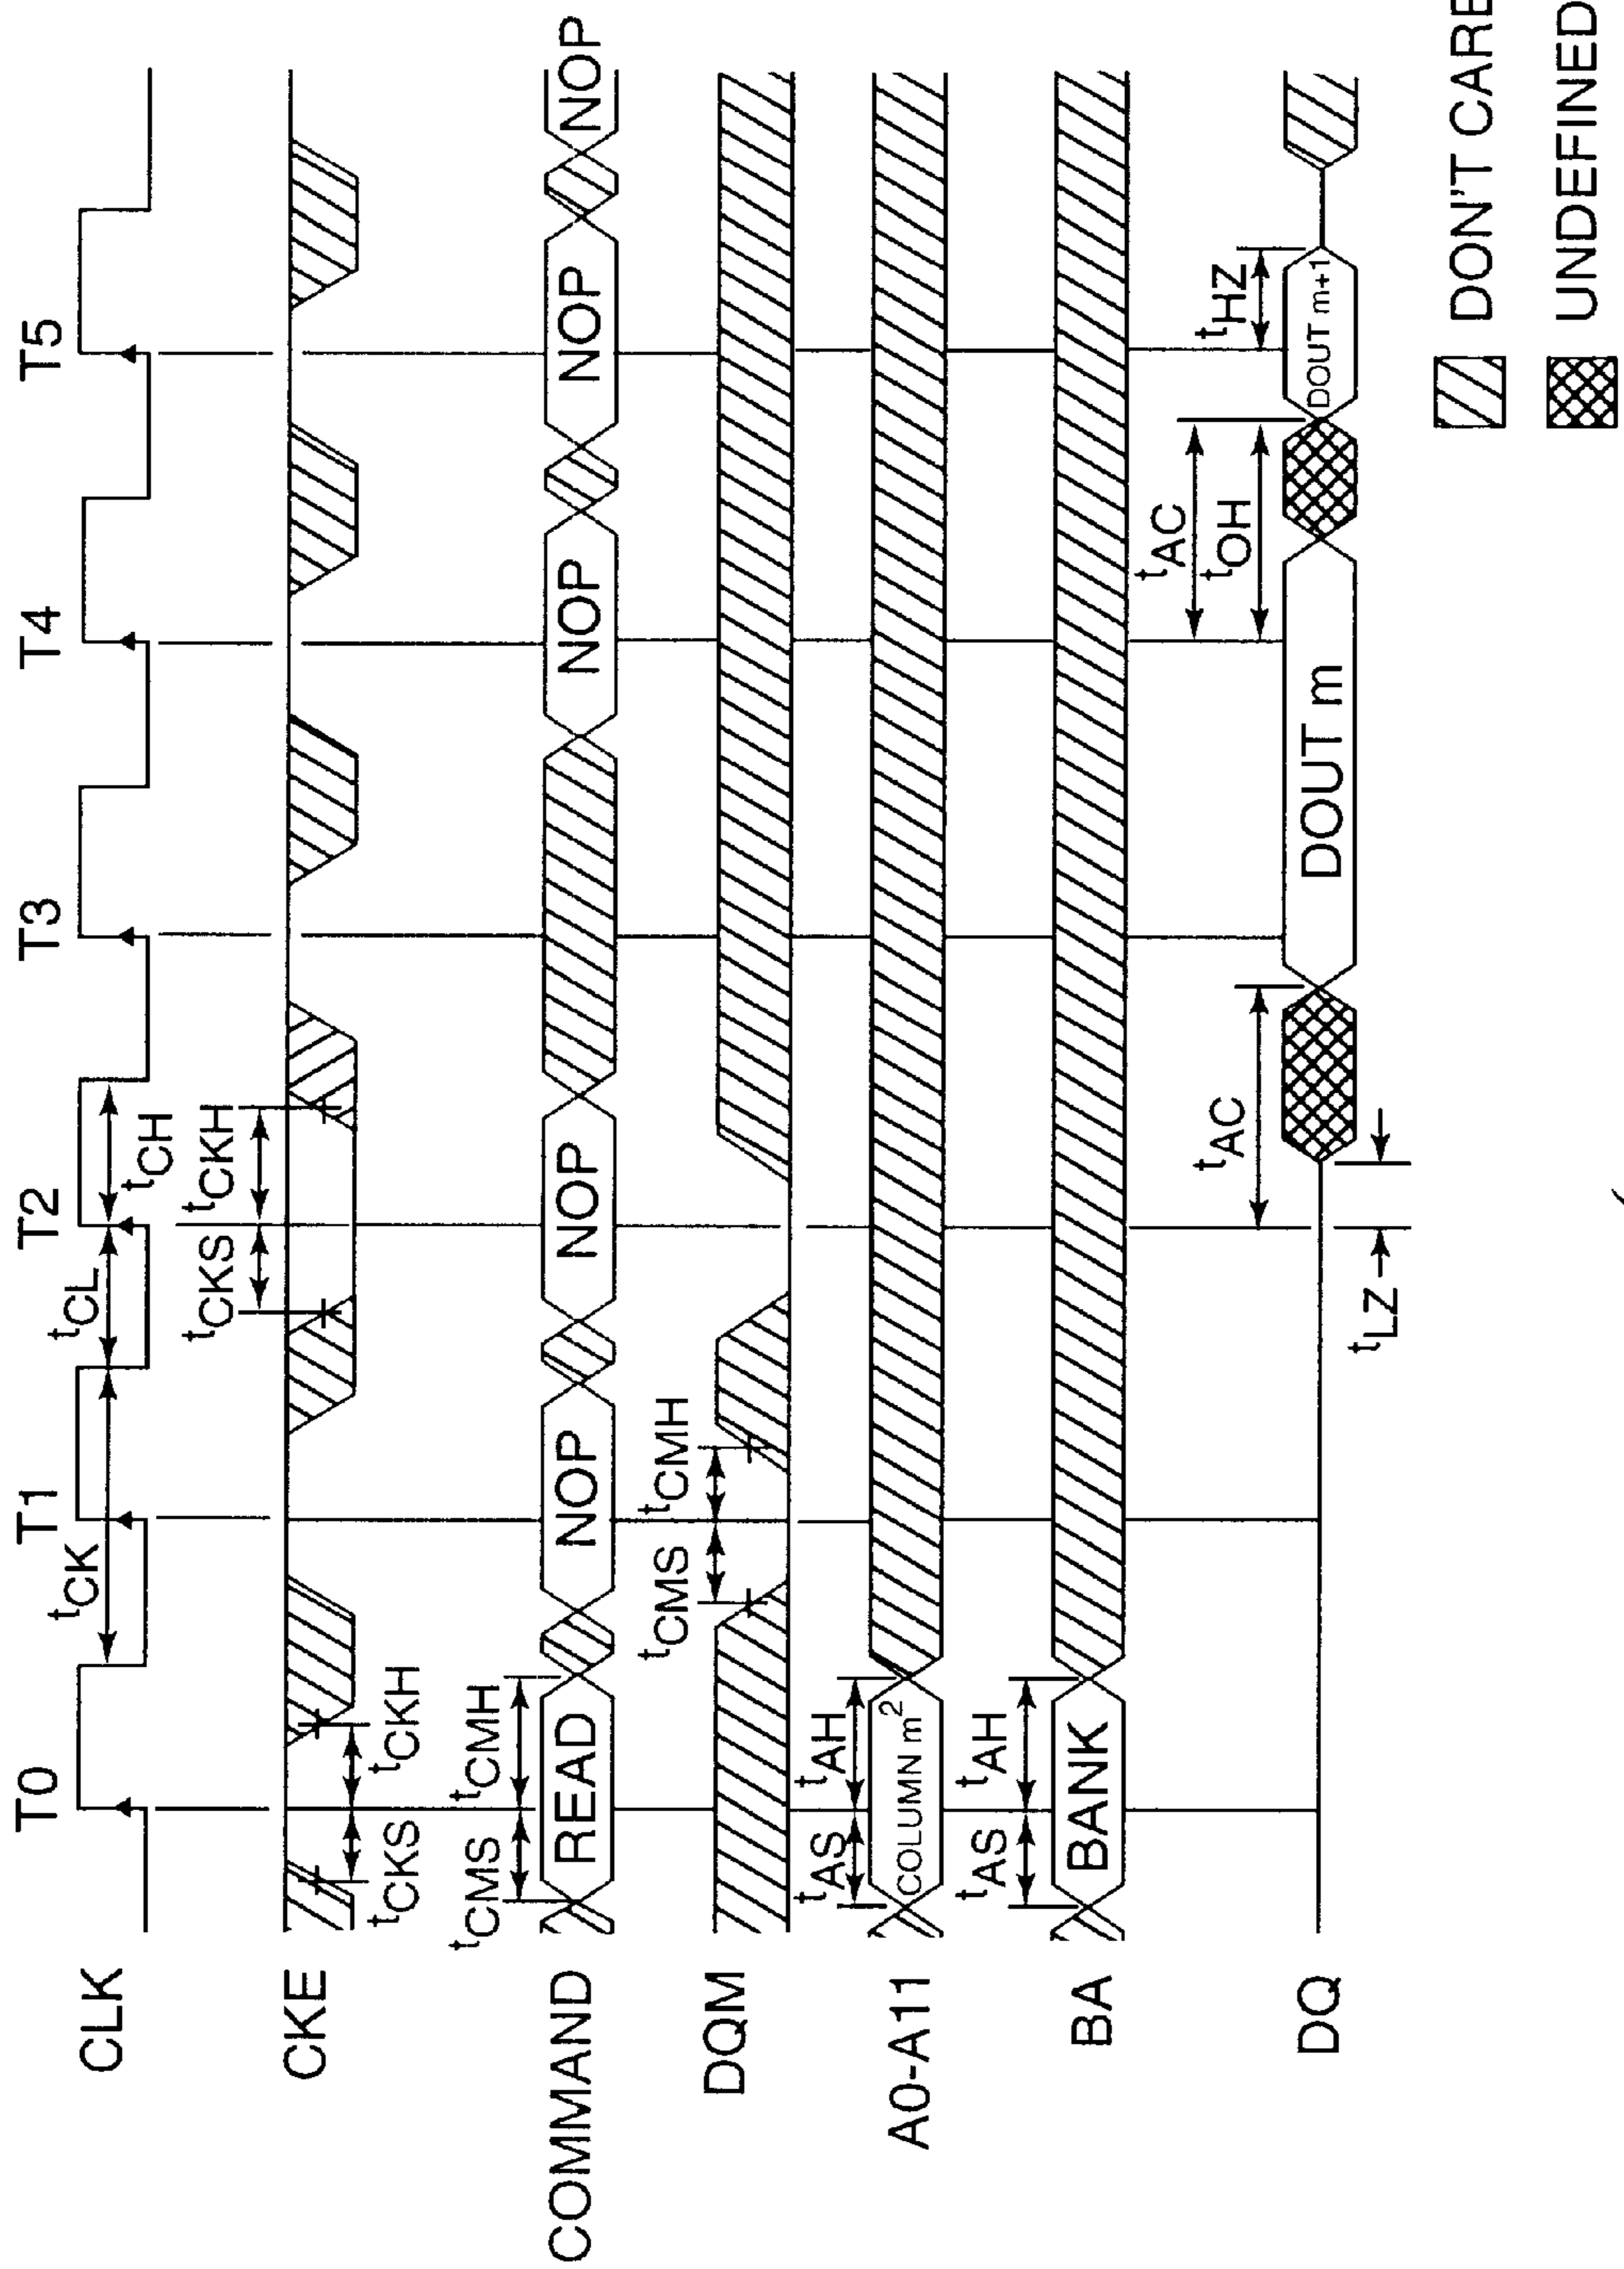 T0 T1 T2 T3 T4 T5
CLK
tCK tCL tCH
CKE
tCKS tCKH tCKS tCKH
tCMS tCMH
COMMAND READ NOP NOP NOP NOP NOP
tCMS tCMH
DQM
tAS tAH
A0-A11 COLUMN m2
tAS tAH
BA BANK
tAC tAC tOH tHZ
DQ DOUT m DOUT m+1
tLZ
DON'T CARE
UNDEFINED